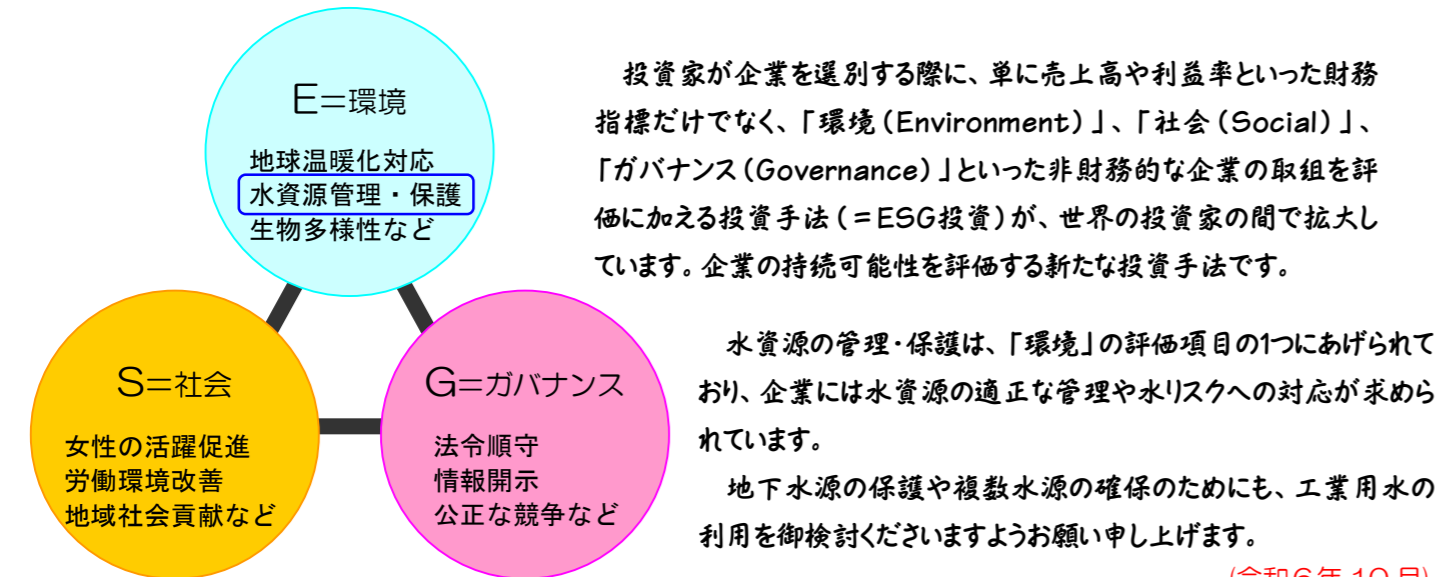 E＝環境
地球温暖化対応
水資源管理・保護
生物多様性など
S＝社会
女性の活躍促進
労働環境改善
地域社会貢献など
G＝ガバナンス
法令順守
情報開示
公正な競争など
投資家が企業を選別する際に、単に売上高や利益率といった財務
指標だけでなく、「環境（Environment）」、「社会（Social）」、
「ガバナンス（Governance）」といった非財務的な企業の取組を評
価に加える投資手法（＝ESG投資）が、世界の投資家の間で拡大し
ています。企業の持続可能性を評価する新たな投資手法です。
水資源の管理・保護は、「環境」の評価項目の1つにあげられて
おり、企業には水資源の適正な管理や水リスクへの対応が求めら
れています。
地下水源の保護や複数水源の確保のためにも、工業用水の
利用を御検討くださいますようお願い申し上げます。
(令和６年 10 月)